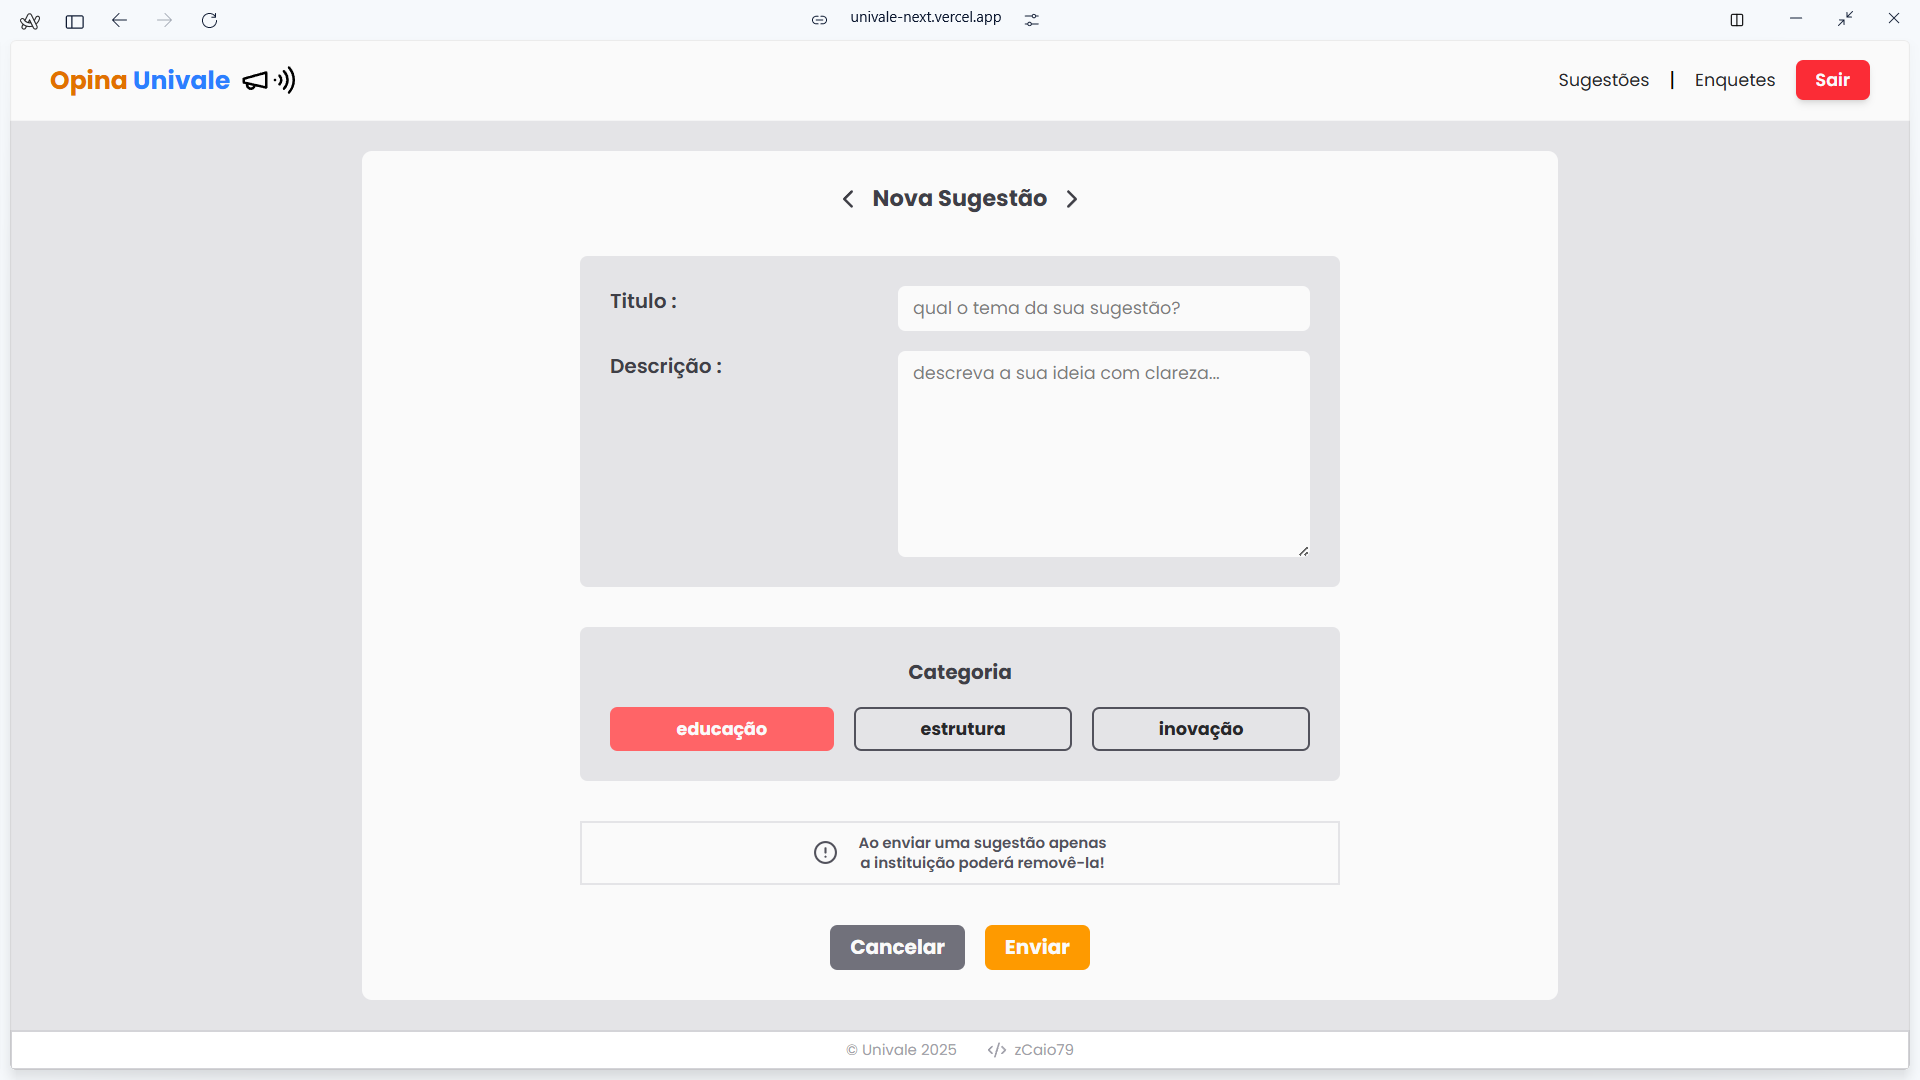 univale-next.vercel.app
Opina Univale
Sugestões | Enquetes Sair
Nova Sugestão
Titulo :
qual o tema da sua sugestão?
Descrição :
descreva a sua ideia com clareza...
Categoria
educação estrutura inovação
Ao enviar uma sugestão apenas
a instituição poderá removê-la!
Cancelar Enviar
© Univale 2025 </> zCaio79